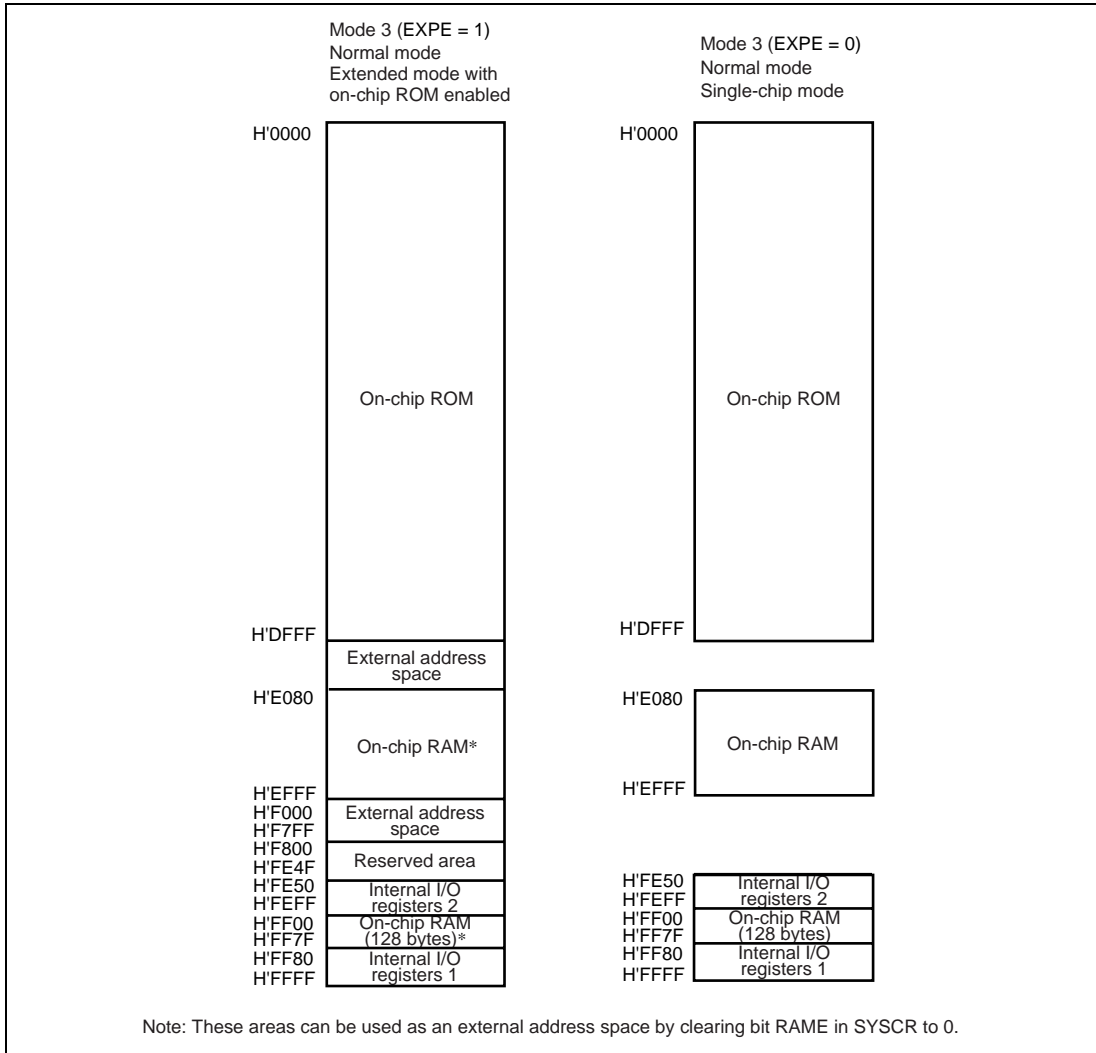 Mode 3 (EXPE = 1)
Normal mode
Extended mode with
on-chip ROM enabled
H'0000
On-chip ROM
H'DFFF
External address
space
H'E080
On-chip RAM*
H'EFFF
H'F000
External address
space
H'F7FF
H'F800
Reserved area
H'FE4F
H'FE50
Internal I/O
registers 2
H'FEFF
H'FF00
On-chip RAM
(128 bytes)*
H'FF7F
H'FF80
Internal I/O
registers 1
H'FFFF
Mode 3 (EXPE = 0)
Normal mode
Single-chip mode
H'0000
On-chip ROM
H'DFFF
H'E080
On-chip RAM
H'EFFF
H'FE50
Internal I/O
registers 2
H'FEFF
H'FF00
On-chip RAM
(128 bytes)
H'FF7F
H'FF80
Internal I/O
registers 1
H'FFFF
Note: These areas can be used as an external address space by clearing bit RAME in SYSCR to 0.